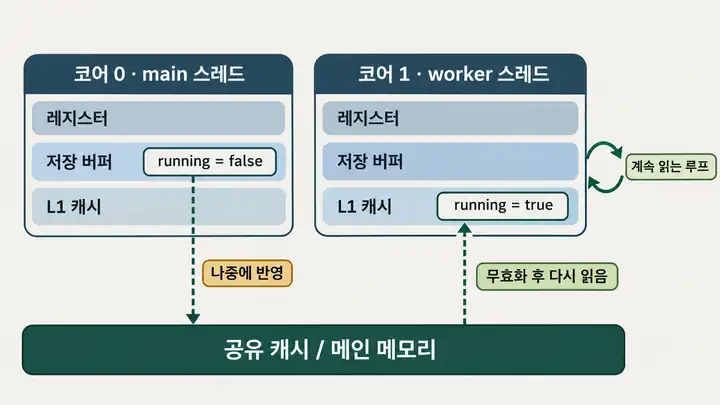 코어 0 · main 스레드
레지스터
저장 버퍼
running = false
L1 캐시
코어 1 · worker 스레드
레지스터
저장 버퍼
L1 캐시
running = true
계속 읽는 루프
나중에 반영
무효화 후 다시 읽음
공유 캐시 / 메인 메모리